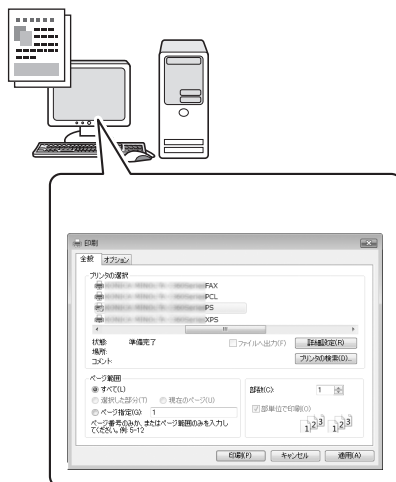 印刷
全般 オプション
プリンタの選択
FAX
PCL
PS
XPS
状態: 準備完了
場所:
コメント:
ファイルへ出力(F) 詳細設定(R)
プリンタの検索(D)...
ページ範囲
すべて(L)
選択した部分(T) 現在のページ(U)
ページ指定(G): 1
ページ番号のみか、またはページ範囲のみを入力し
てください。例: 5-12
部数(C): 1
部単位で印刷(O)
1 2 3 1 2 3
印刷(P) キャンセル 適用(A)